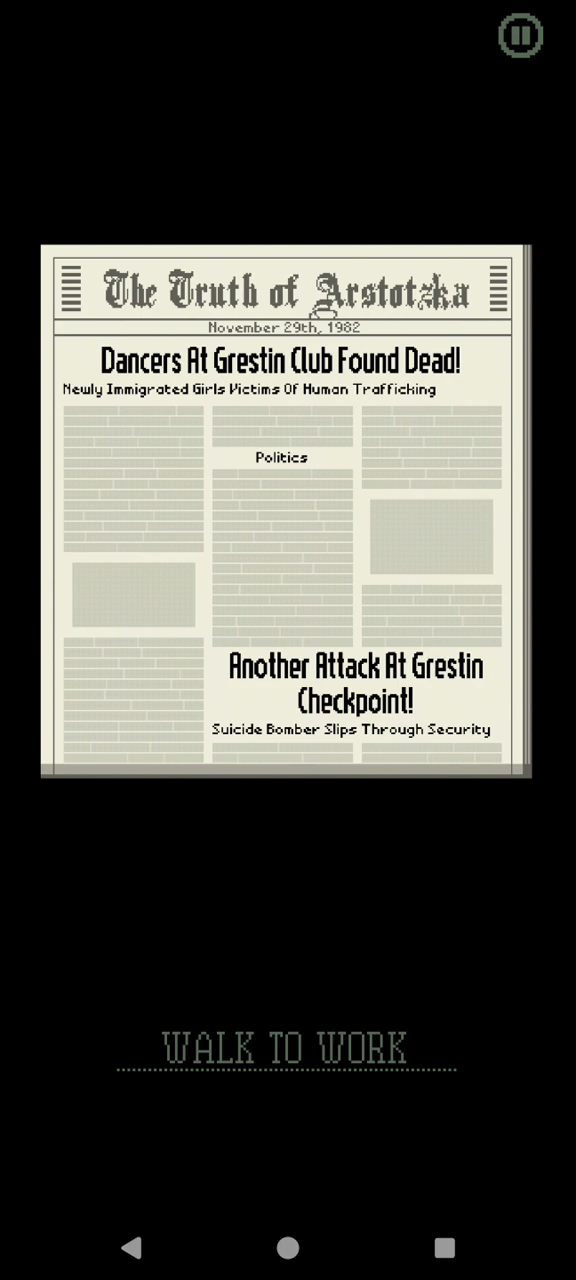 The Truth of Arstotzka
November 29th, 1982
Dancers At Grestin Club Found Dead!
Newly Immigrated Girls Victims Of Human Trafficking
Politics
Another Attack At Grestin
Checkpoint!
Suicide Bomber Slips Through Security
WALK TO WORK